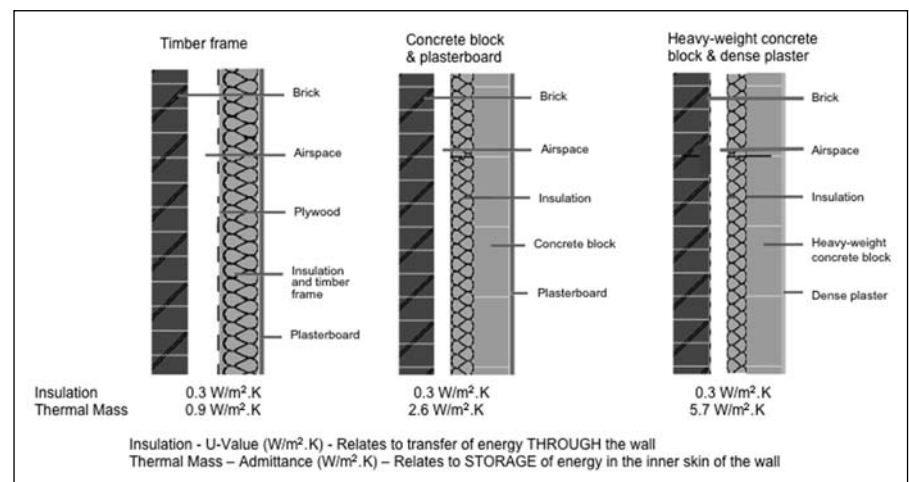 Timber frame
Brick
Airspace
Plywood
Insulation
and timber
frame
Plasterboard
Concrete block
& plasterboard
Brick
Airspace
Insulation
Concrete block
Plasterboard
Heavy-weight concrete
block & dense plaster
Brick
Airspace
Insulation
Heavy-weight
concrete block
Dense plaster
Insulation 0.3 W/m².K 0.3 W/m².K 0.3 W/m².K
Thermal Mass 0.9 W/m².K 2.6 W/m².K 5.7 W/m².K
Insulation - U-Value (W/m².K) - Relates to transfer of energy THROUGH the wall
Thermal Mass – Admittance (W/m².K) – Relates to STORAGE of energy in the inner skin of the wall